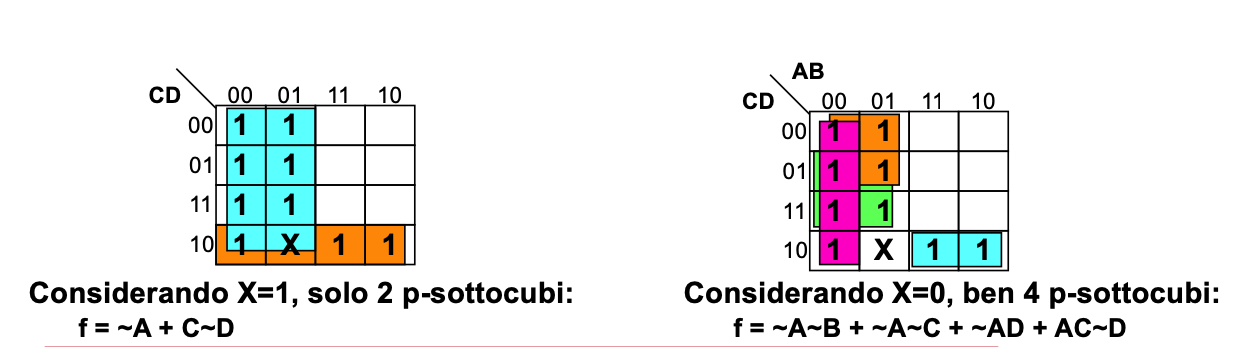 CD 00 01 11 10
00 1 1
01 1 1
11 1 1
10 1 X 1 1
Considerando X=1, solo 2 p-sottocubi:
f = ~A + C~D
AB
CD 00 01 11 10
00 1 1
01 1 1
11 1 1
10 1 X 1 1
Considerando X=0, ben 4 p-sottocubi:
f = ~A~B + ~A~C + ~AD + AC~D